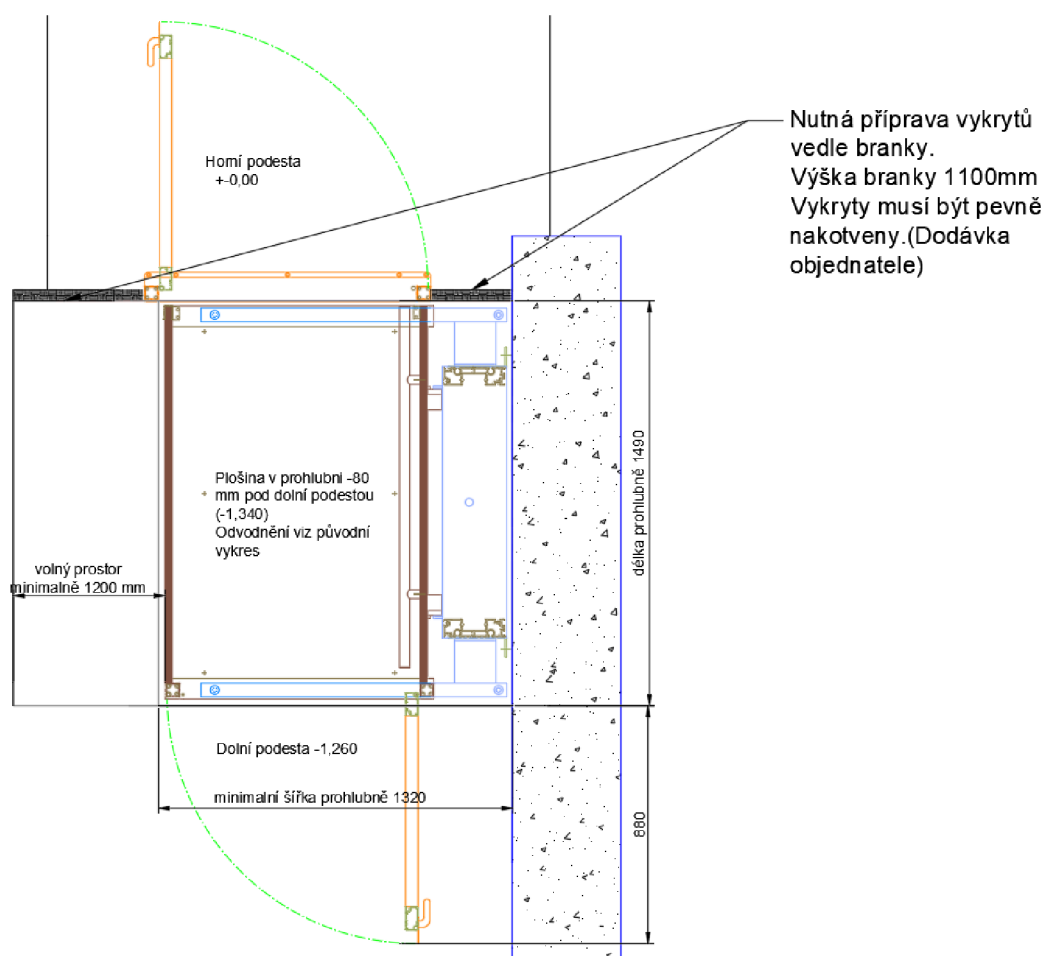 Nutná příprava vykrytů
vedle branky.
Výška branky 1100mm
Vykryty musí být pevně
nakotveny.(Dodávka
objednatele)
Horní podesta
+-0,00
Plošina v prohlubni -80
mm pod dolní podestou
(-1,340)
Odvodnění viz původní
vykres
volný prostor
minimalně 1200 mm
délka prohlubně 1490
Dolní podesta -1,260
minimalní šířka prohlubně 1320
880